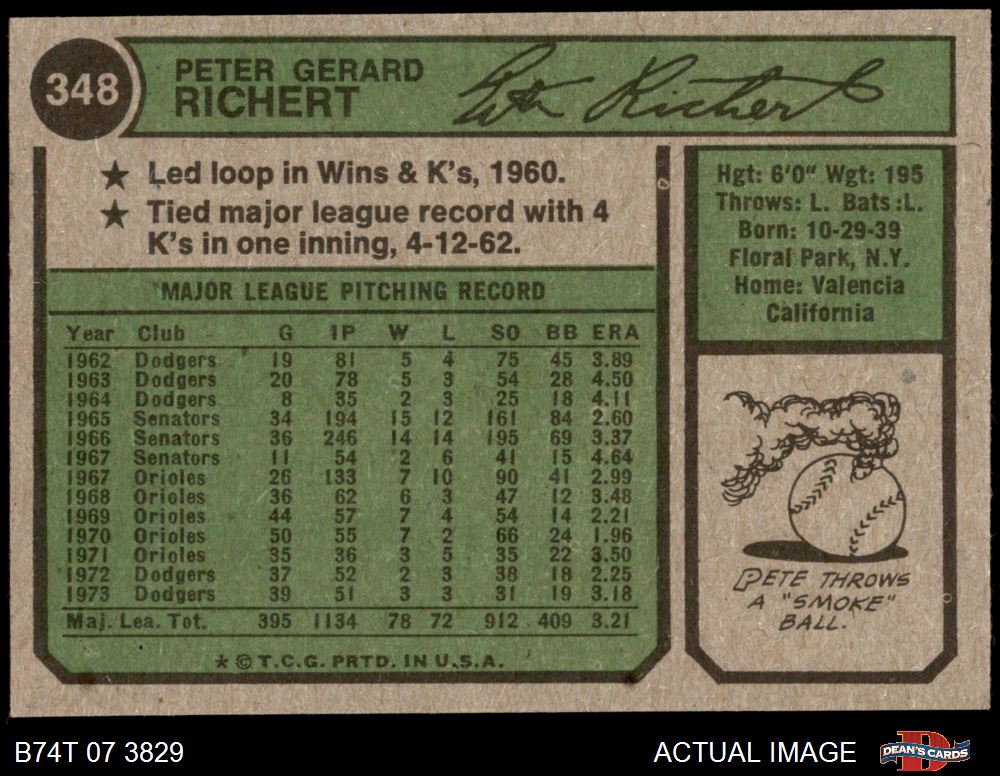 348
PETER GERARD
RICHERT
Pete Richert
★ Led loop in Wins & K's, 1960.
★ Tied major league record with 4
K's in one inning, 4-12-62.
Hgt: 6'0" Wgt: 195
Throws: L. Bats: L.
Born: 10-29-39
Floral Park, N.Y.
Home: Valencia
California
MAJOR LEAGUE PITCHING RECORD
Year Club G IP W L SO BB ERA
1962 Dodgers 19 81 5 4 75 45 3.89
1963 Dodgers 20 78 5 3 54 28 4.50
1964 Dodgers 8 35 2 3 25 18 4.11
1965 Senators 34 194 15 12 161 84 2.60
1966 Senators 36 246 14 14 195 69 3.37
1967 Senators 11 54 2 6 41 15 4.64
1967 Orioles 26 133 7 10 90 41 2.99
1968 Orioles 36 62 6 3 47 12 3.48
1969 Orioles 44 57 7 4 54 14 2.21
1970 Orioles 50 55 7 2 66 24 1.96
1971 Orioles 35 36 3 5 35 22 3.50
1972 Dodgers 37 52 2 3 38 18 2.25
1973 Dodgers 39 51 3 3 31 19 3.18
Maj. Lea. Tot. 395 1134 78 72 912 409 3.21
★ © T.C.G. PRTD. IN U.S.A.
PETE THROWS
A "SMOKE"
BALL.
B74T 07 3829
ACTUAL IMAGE
D
DEAN'S CARDS